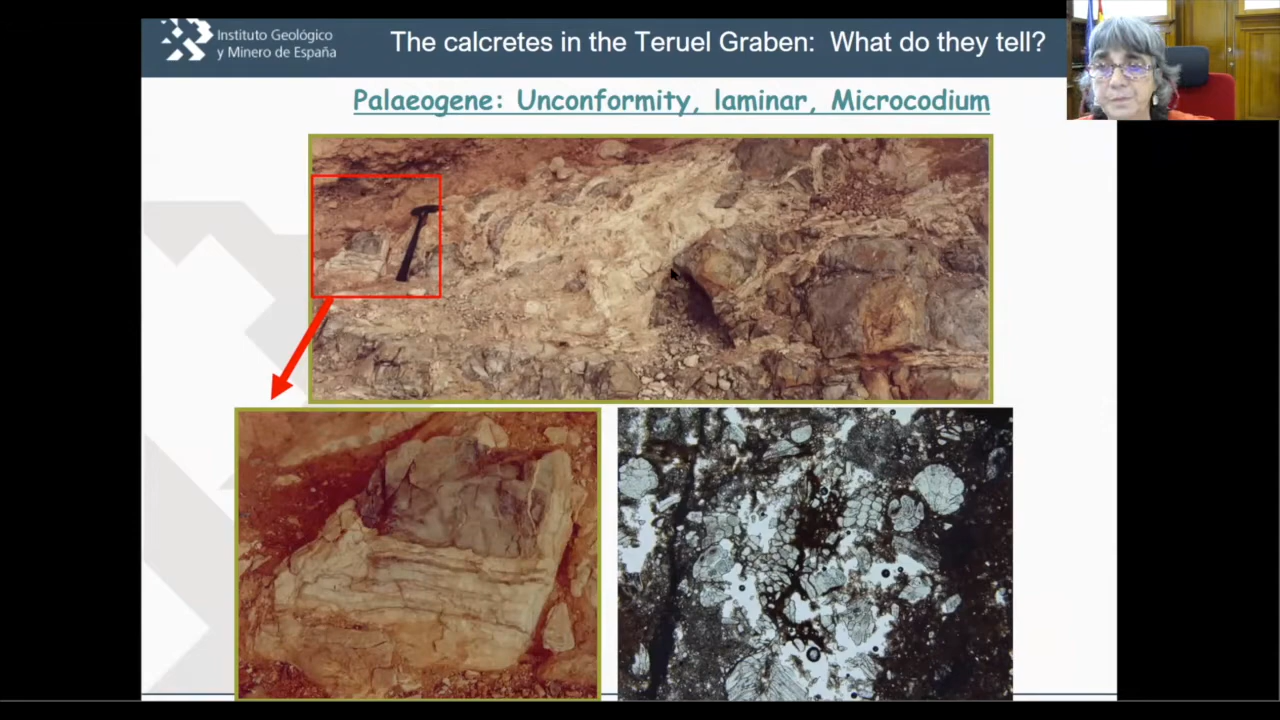 Instituto Geológico
y Minero de España
The calcretes in the Teruel Graben: What do they tell?
Palaeogene: Unconformity, laminar, Microcodium